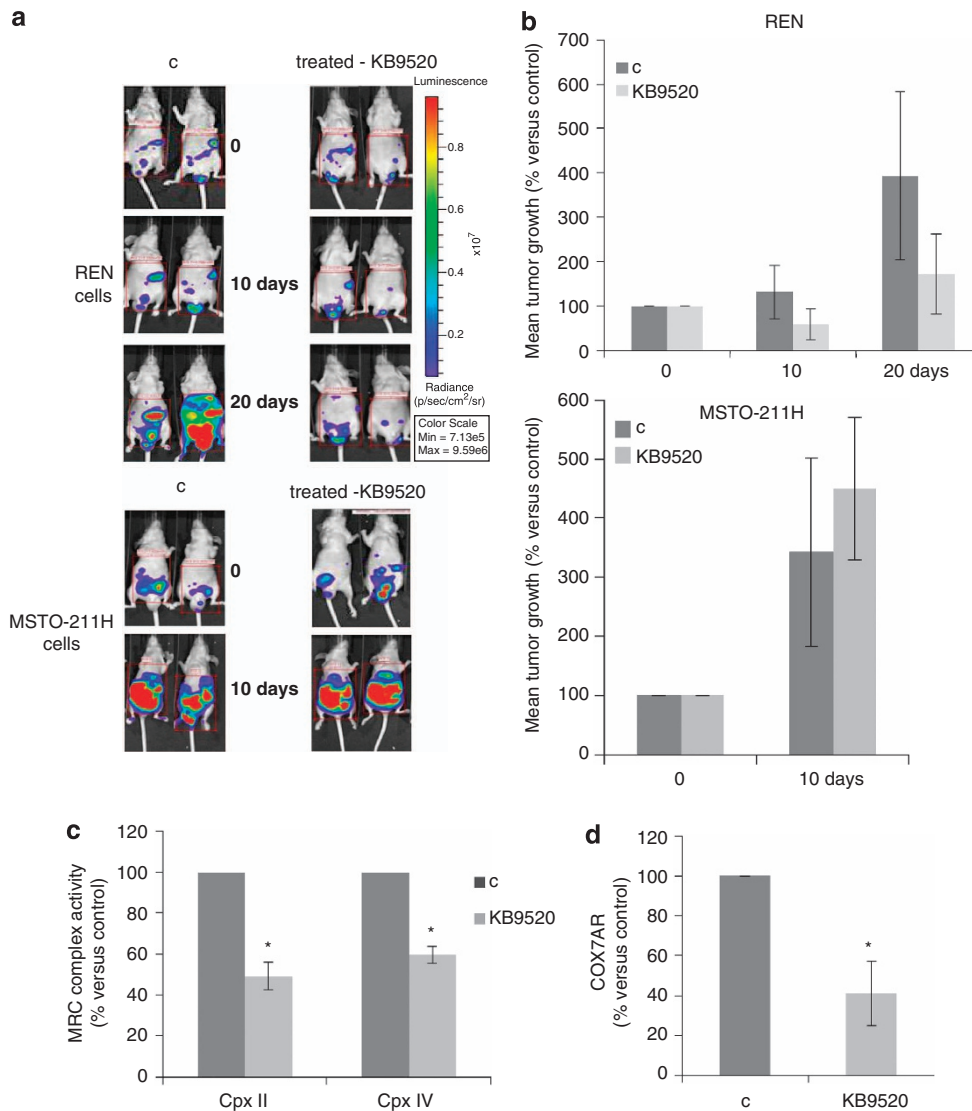 a
c
treated - KB9520
Luminescence
0
0.8
0.6
x10⁷
REN
cells
10 days
0.4
0.2
20 days
Radiance
(p/sec/cm²/sr)
Color Scale
Min = 7.13e5
Max = 9.59e6
c
treated -KB9520
0
MSTO-211H
cells
10 days
b
REN
Mean tumor growth (% versus control)
700
600
500
400
300
200
100
0
c
KB9520
0
10
20 days
MSTO-211H
Mean tumor growth (% versus control)
600
500
400
300
200
100
0
c
KB9520
0
10 days
c
MRC complex activity
(% versus control)
120
100
80
60
40
20
0
*
*
c
KB9520
Cpx II
Cpx IV
d
COX7AR
(% versus control)
120
100
80
60
40
20
0
*
c
KB9520